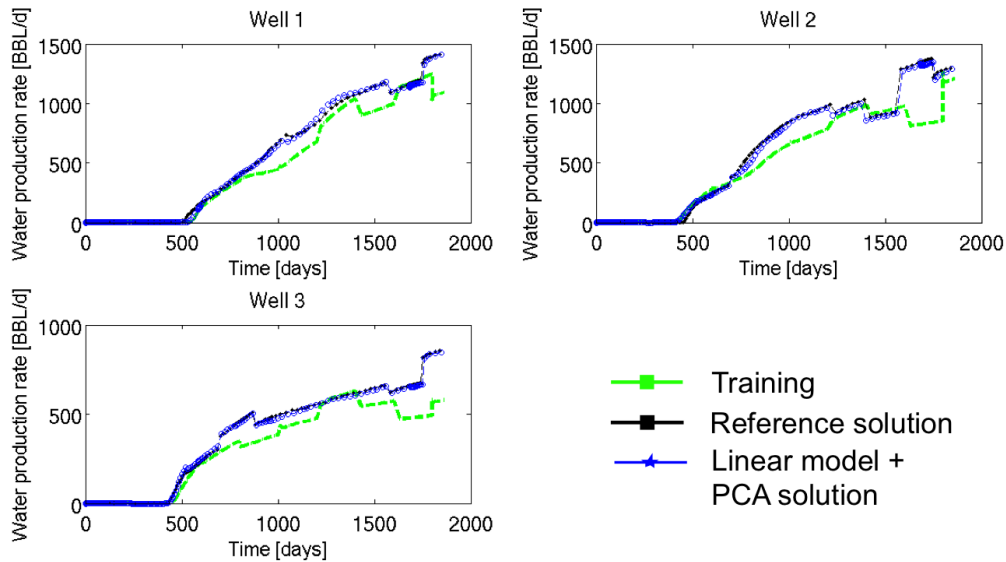 Well 1
Water production rate [BBL/d]
1500
1000
500
0
0 500 1000 1500 2000
Time [days]
Well 2
Water production rate [BBL/d]
1500
1000
500
0
0 500 1000 1500 2000
Time [days]
Well 3
Water production rate [BBL/d]
1000
500
0
0 500 1000 1500 2000
Time [days]
Training
Reference solution
Linear model +
PCA solution